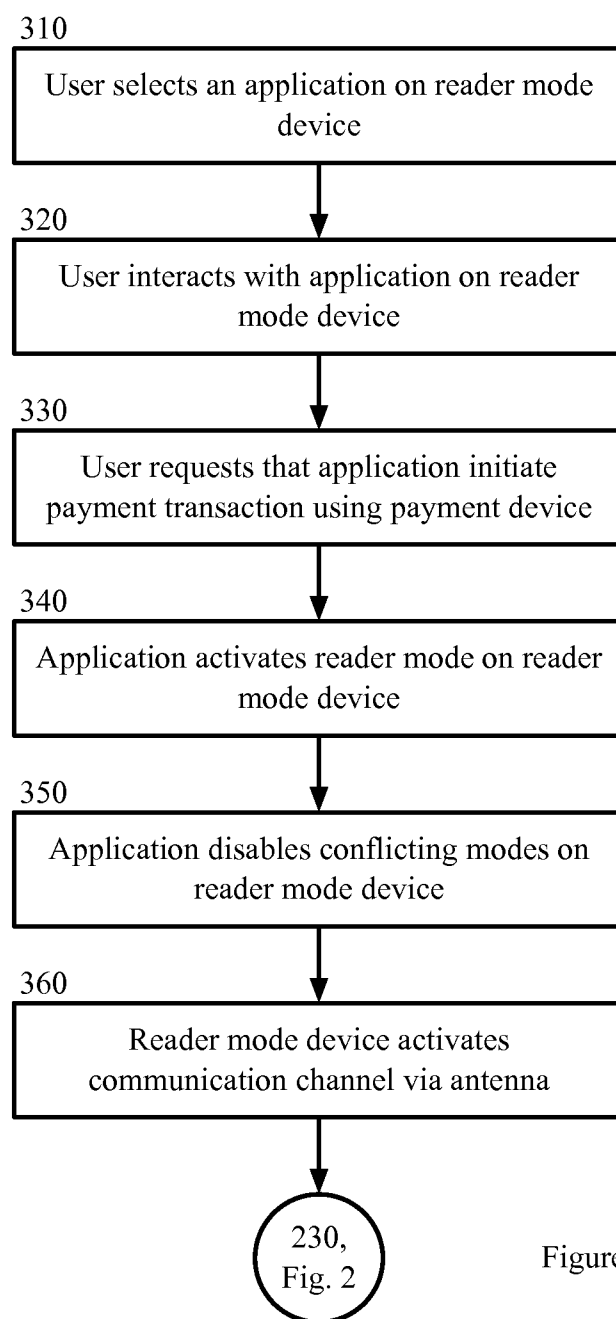 310
User selects an application on reader mode
device
320
User interacts with application on reader
mode device
330
User requests that application initiate
payment transaction using payment device
340
Application activates reader mode on reader
mode device
350
Application disables conflicting modes on
reader mode device
360
Reader mode device activates
communication channel via antenna
230,
Fig. 2
Figure